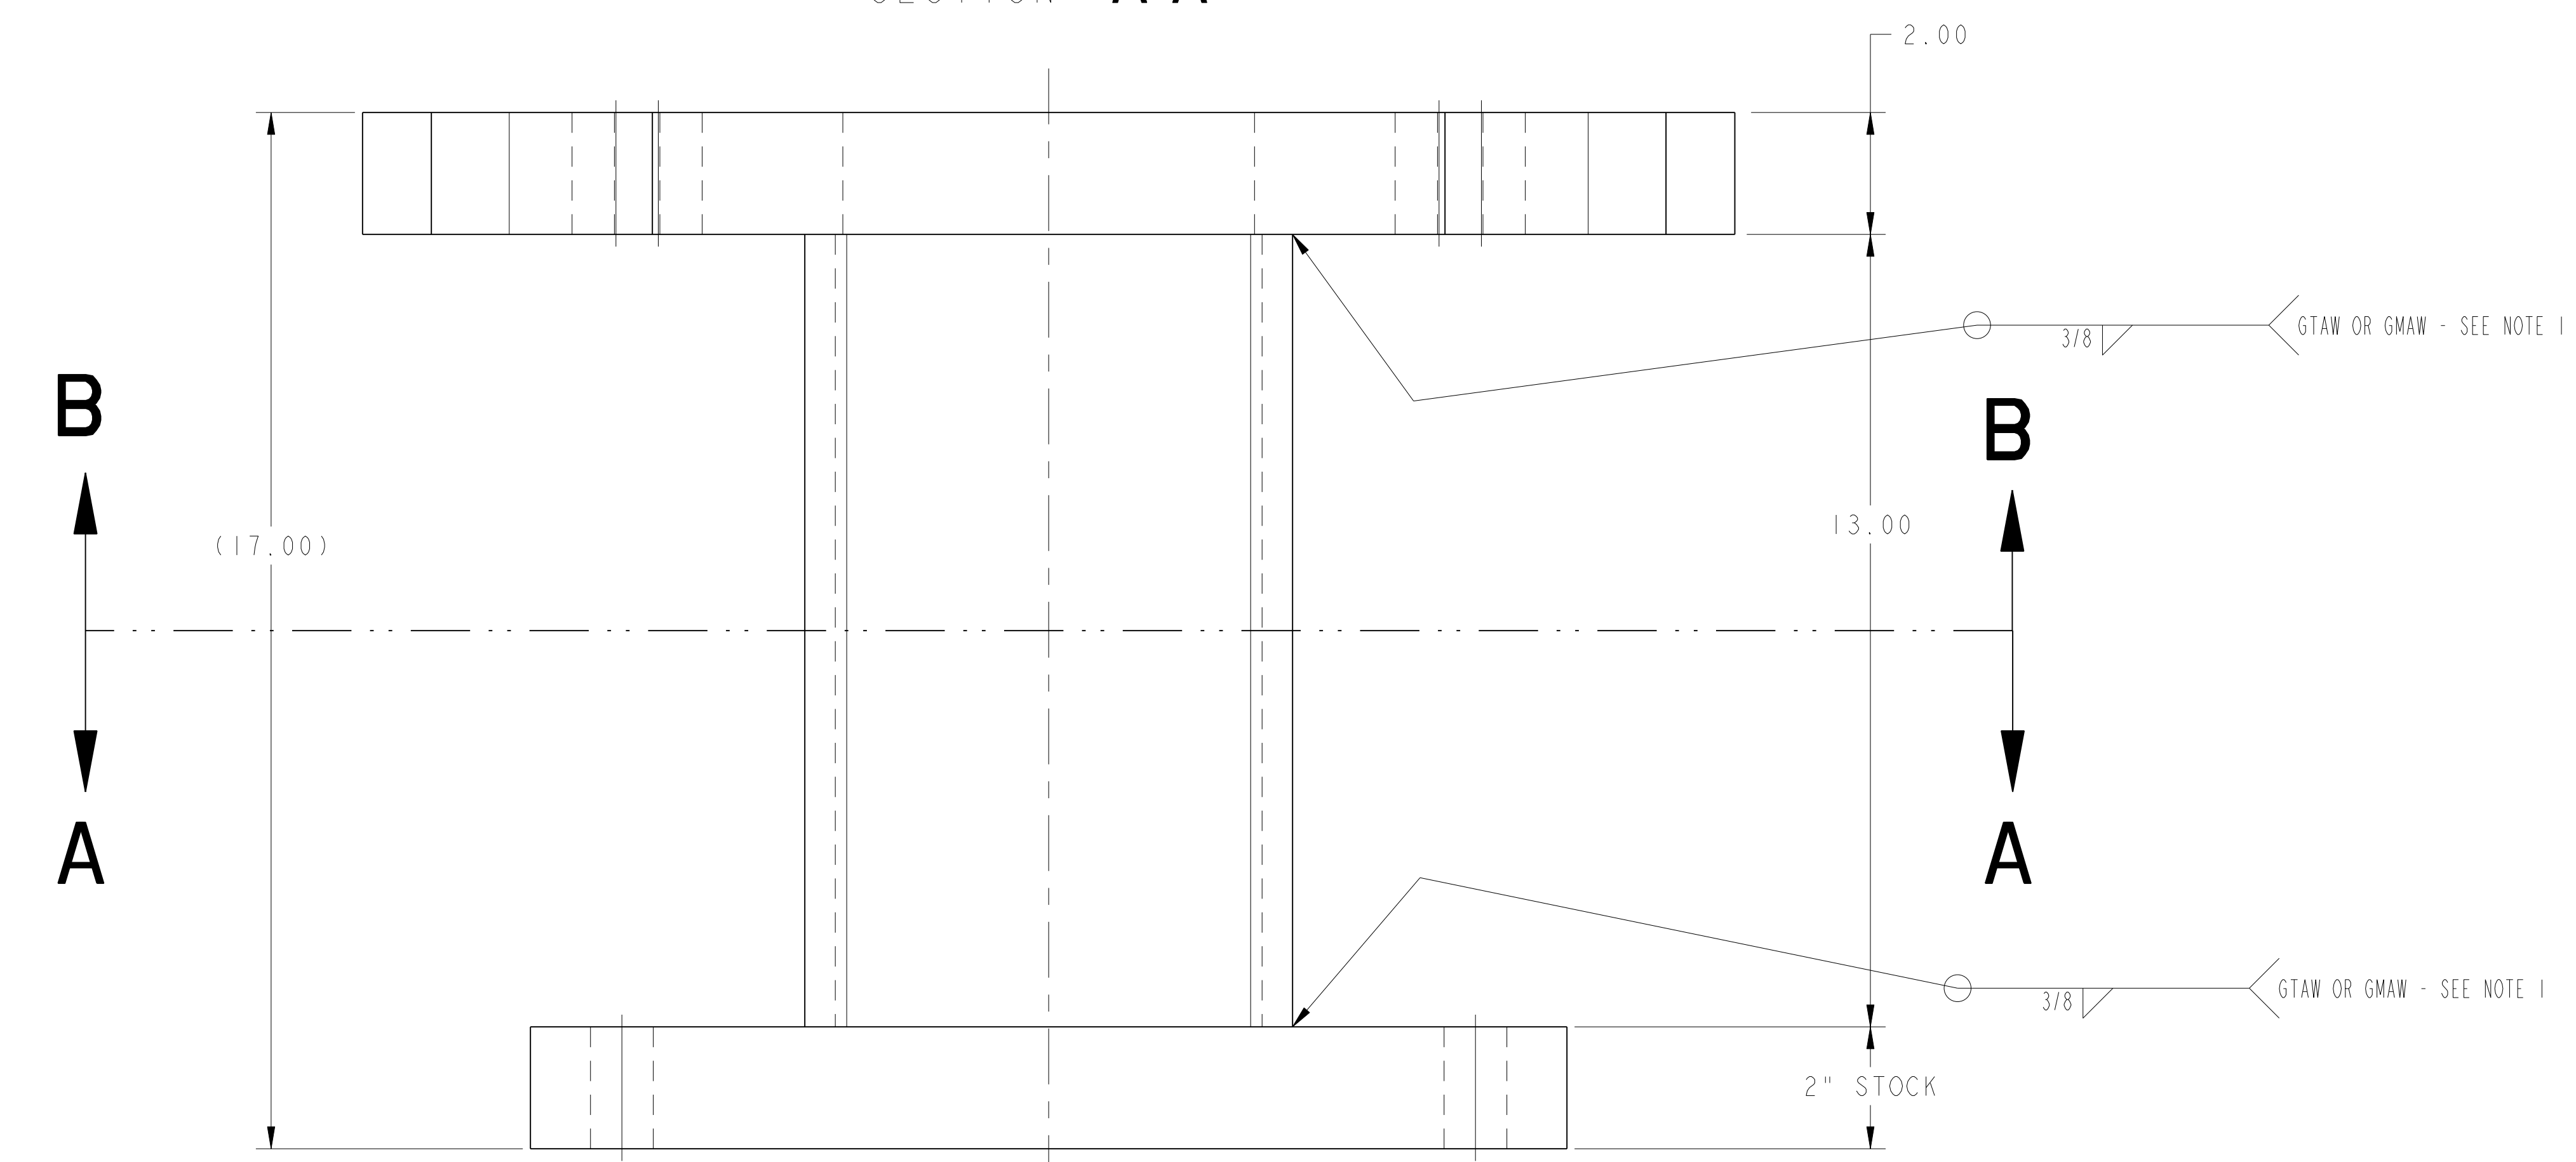 SECTION A-A
2.00
3/8 GTAW OR GMAW - SEE NOTE 1
B B
(17.00) 13.00
A A
3/8 GTAW OR GMAW - SEE NOTE 1
2" STOCK